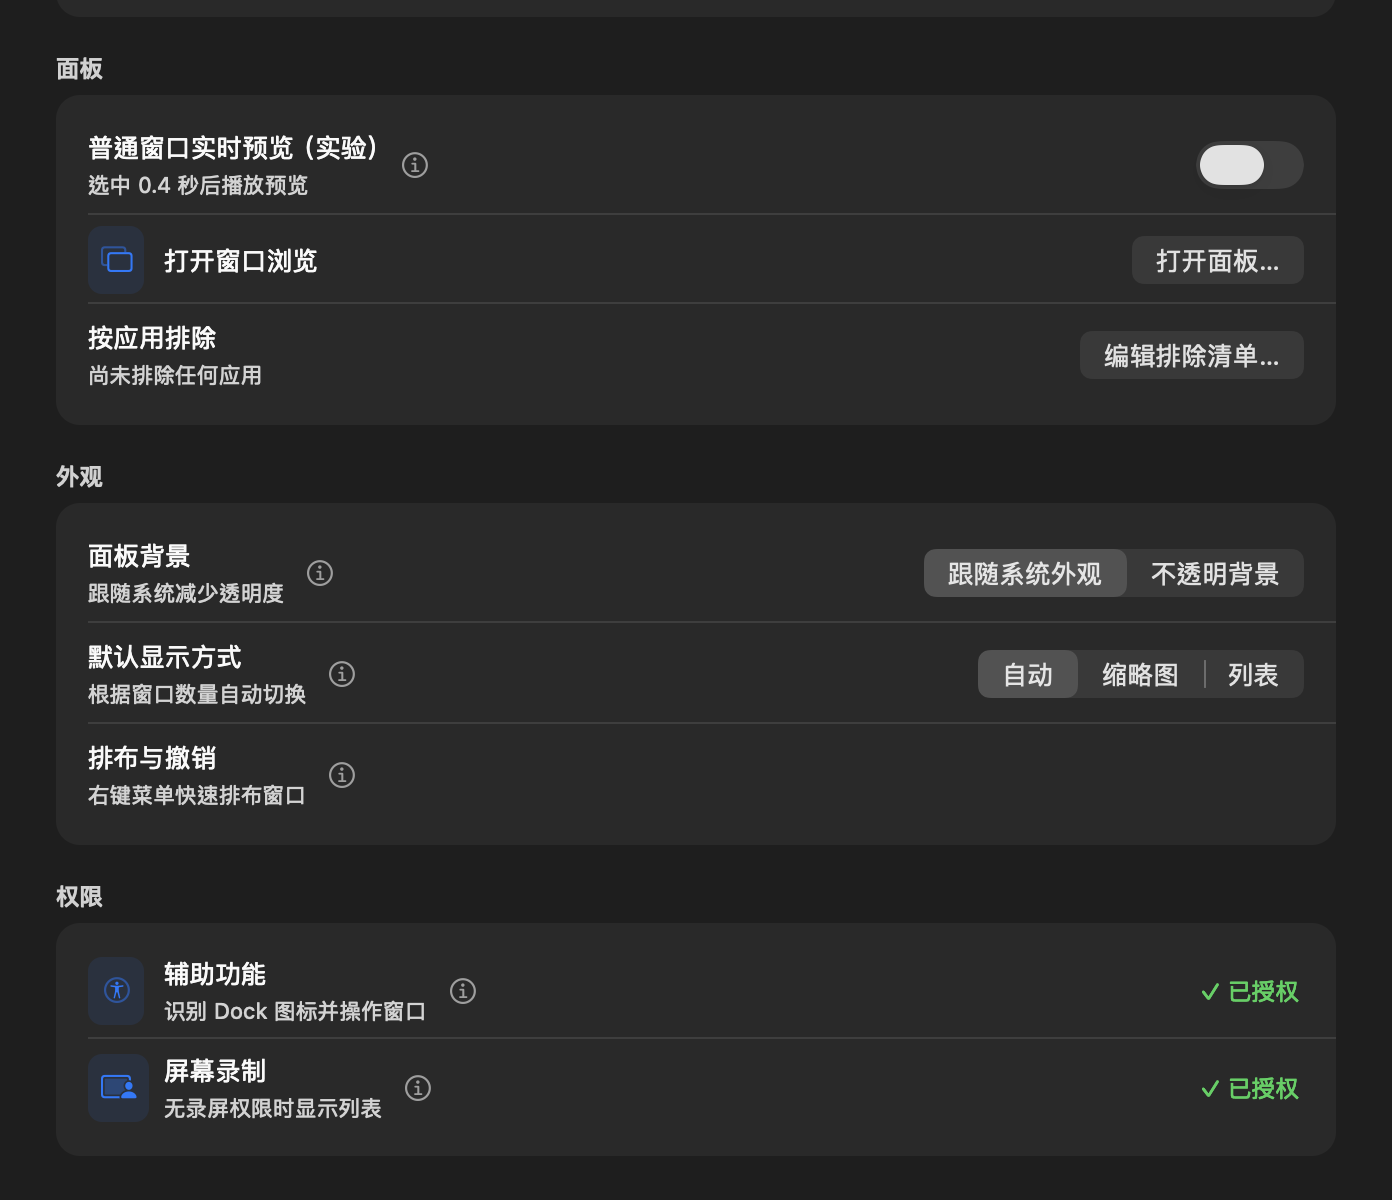 面板
普通窗口实时预览（实验）
选中 0.4 秒后播放预览
打开窗口浏览
打开面板...
按应用排除
尚未排除任何应用
编辑排除清单...
外观
面板背景
跟随系统减少透明度
跟随系统外观
不透明背景
默认显示方式
根据窗口数量自动切换
自动
缩略图
列表
排布与撤销
右键菜单快速排布窗口
权限
辅助功能
识别 Dock 图标并操作窗口
✓ 已授权
屏幕录制
无录屏权限时显示列表
✓ 已授权